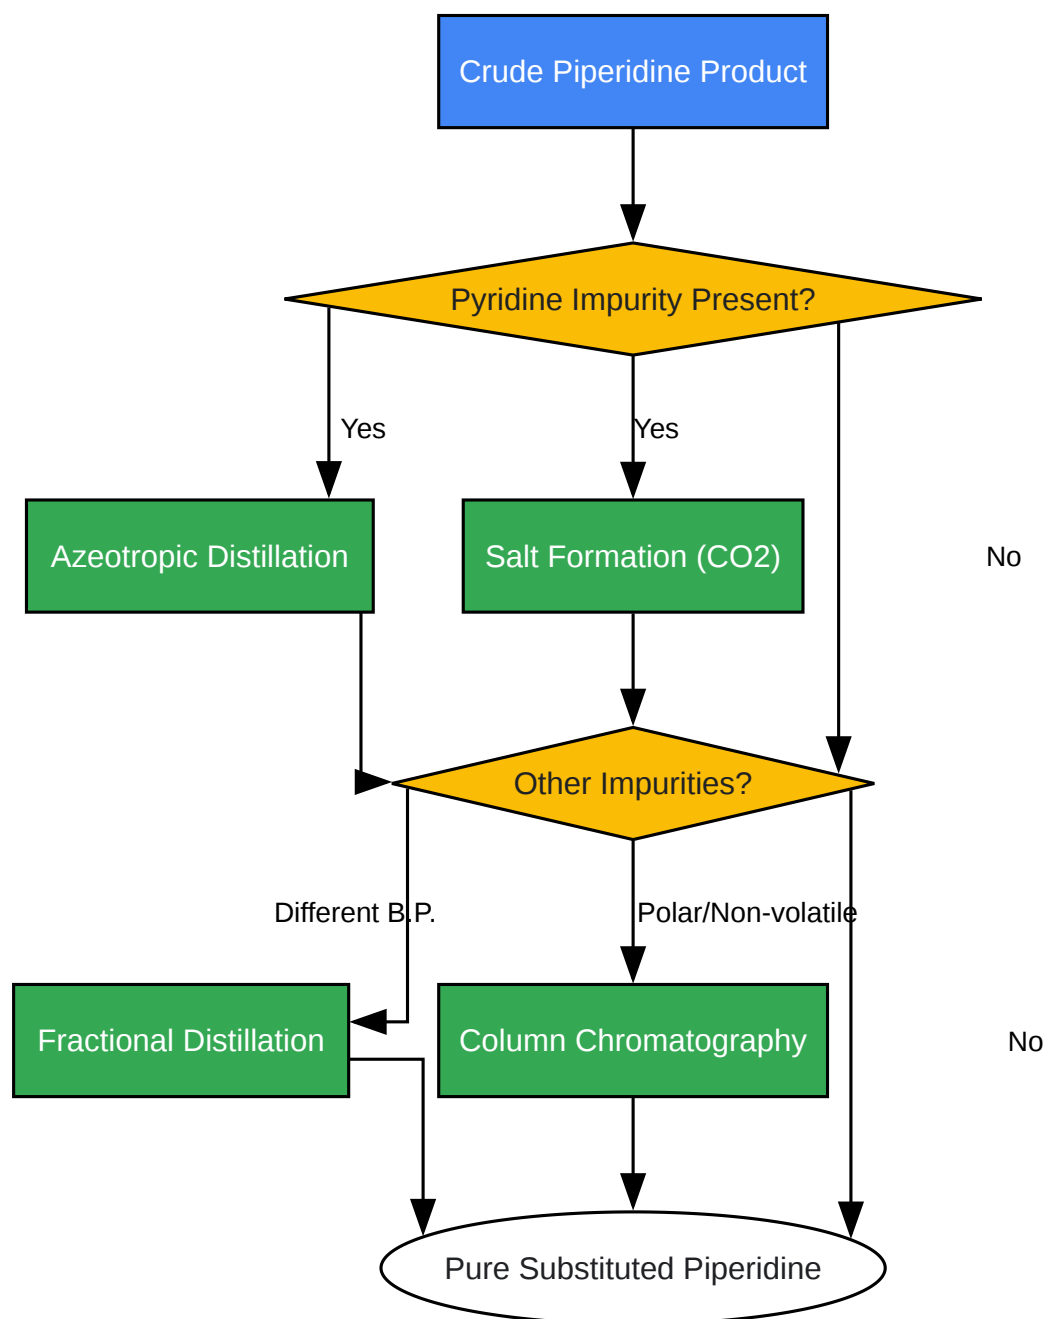 Crude Piperidine Product
Pyridine Impurity Present?
Yes
Yes
Azeotropic Distillation
Salt Formation (CO2)
No
Other Impurities?
Different B.P.
Polar/Non-volatile
Fractional Distillation
Column Chromatography
No
Pure Substituted Piperidine